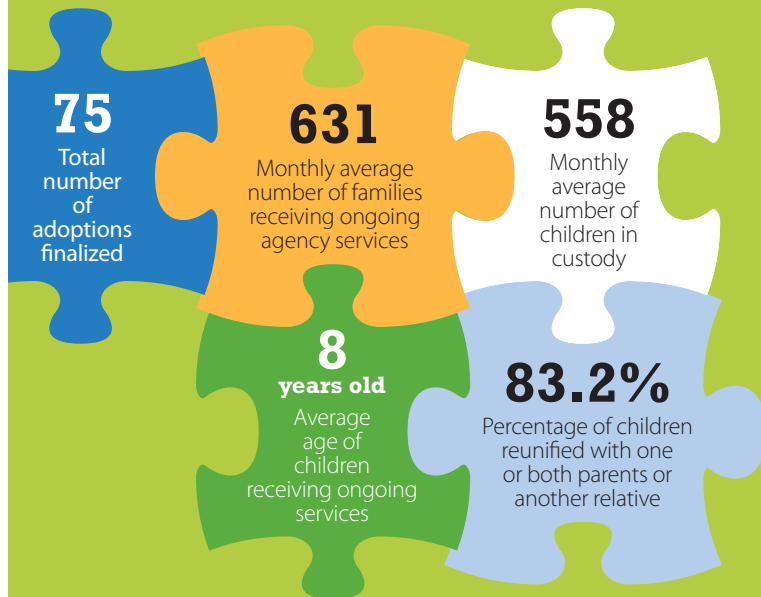 75
Total
number
of
adoptions
finalized
631
Monthly average
number of families
receiving ongoing
agency services
558
Monthly
average
number of
children in
custody
8
years old
Average
age of
children
receiving ongoing
services
83.2%
Percentage of children
reunified with one
or both parents or
another relative